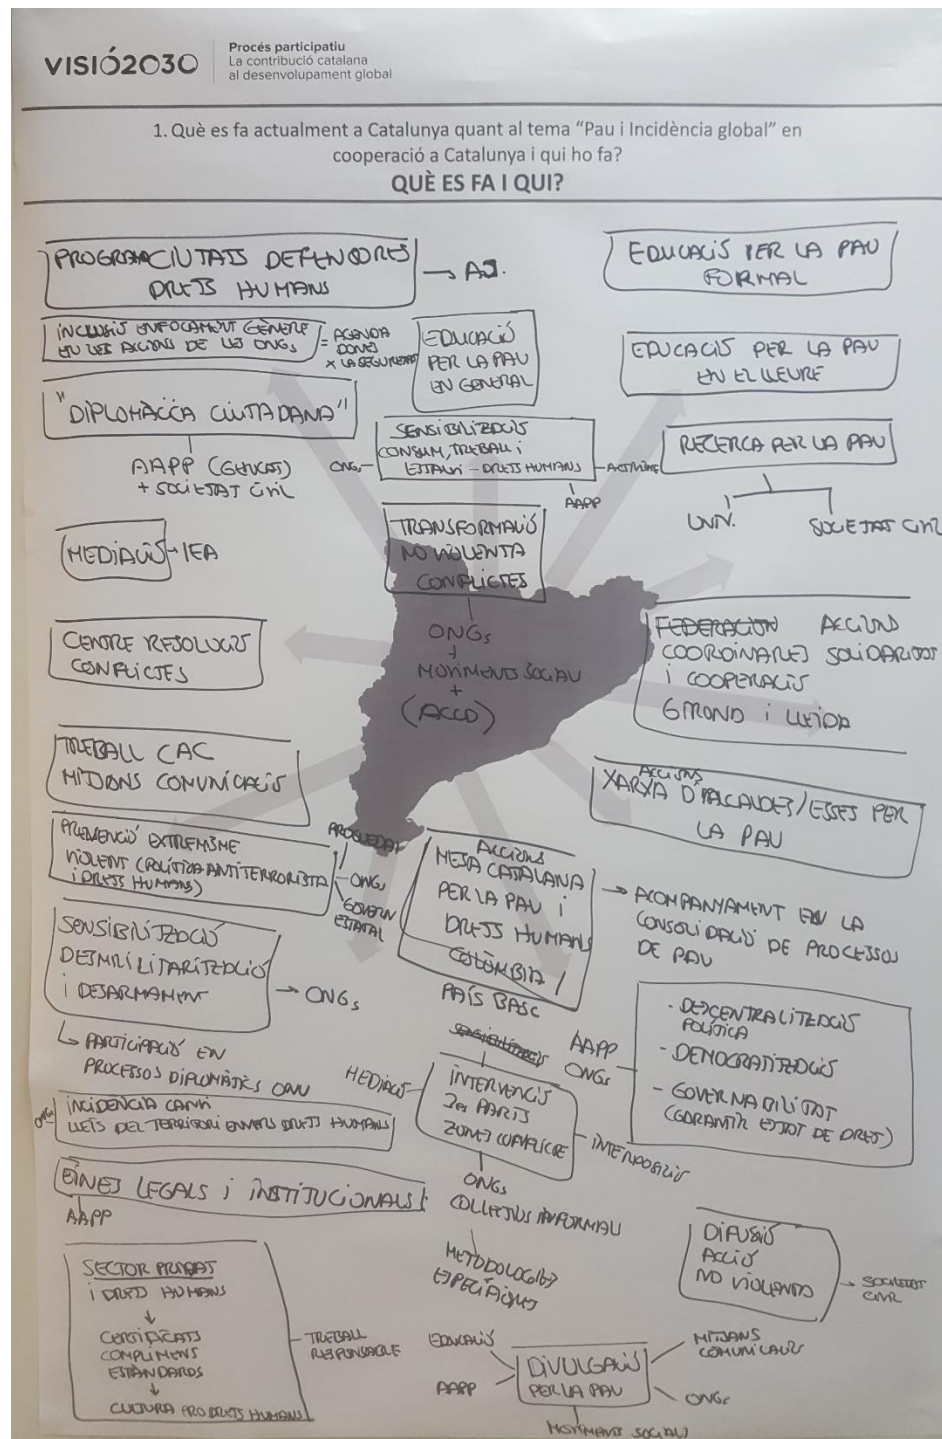 VISIÓ2030
Procés participatiu
La contribució catalana
al desenvolupament global
1. Què es fa actualment a Catalunya quant al tema “Pau i Incidència global” en
cooperació a Catalunya i qui ho fa?
QUÈ ES FA I QUI?
PROGRAMA CIUTATS DEFENDORES
DRETS HUMANS
→ AJ.
EDUCACIÓ PER LA PAU
FORMAL
INCLUSIÓ ENFOCAMENT GÈNERE
EN LES ACCIONS DE LES ONGs
= AGENDA
DONES
x LA SEGURETAT
EDUCACIÓ
PER LA PAU
EN GENERAL
EDUCACIÓ PER LA PAU
EN EL LLEURE
"DIPLOMÀCIA CIUTADANA"
AAPP (GENCAT)
+ SOCIETAT CIVIL
SENSIBILITZACIÓ
CONSUM, TREBALL I
ESTALVI - DRETS HUMANS
ONGs
AAPP
RECERCA PER LA PAU
UNIV.
SOCIETAT CIVIL
MEDIACIÓ - IEA
TRANSFORMACIÓ
NO VIOLENTA
CONFLICTES
ONGs
+
MOVIMENTS SOCIALS
+
(ACCD)
CENTRE RESOLUCIÓ
CONFLICTES
FEDERACION ACCIONS
COORDINARES SOLIDARITAT
I COOPERACIÓ
GIRONA I LLEIDA
TREBALL CAC
MITJANS COMUNICACIÓ
ACCIONS
XARXA D'ALCALDES/ESSES PER
LA PAU
PREVENCIÓ EXTREMISME
VIOLENT (POLÍTICA ANTITERRORISTA
I DRETS HUMANS)
ONGs
GOVERN
ESTATAL
ACCIONS
MESA CATALANA
PER LA PAU I
DRETS HUMANS
COLÒMBIA /
PAÍS BASC
→ ACOMPANYAMENT EN LA
CONSOLIDACIÓ DE PROCESSOS
DE PAU
SENSIBILITZACIÓ
DESMILITARITZACIÓ
I DESARMAMENT
→ ONGs
PARTICIPACIÓ EN
PROCESSOS DIPLOMÀTICS ONU
AAPP
ONGs
- DESCENTRALITZACIÓ
POLÍTICA
- DEMOCRATITZACIÓ
- GOVERNABILITAT
(GARANTIR ESTAT DE DRET)
ONGs
INCIDENCIA CANVI
LLEIS DEL TERRITORI ENVERS DRETS HUMANS
MEDIACIÓ
INTERVENCIÓ
3es PARTS
ZONES CONFLICTE
INTERPOSICIÓ
ONGs
COL·LECTIUS INFORMALS
METODOLOGIES
ESPECÍFIQUES
EINES LEGALS I INSTITUCIONALS
AAPP
DIFUSIÓ
ACCIÓ
NO VIOLENTA
→ SOCIETAT
CIVIL
SECTOR PRIVAT
I DRETS HUMANS
↓
CERTIFICATS
COMPLIMENT
ESTÀNDARDS
↓
CULTURA PRO DRETS HUMANS
TREBALL
RESPONSABLE
EDUCACIÓ
AAPP
DIVULGACIÓ
PER LA PAU
MITJANS
COMUNICACIÓ
ONGs
MOVIMENTS SOCIALS